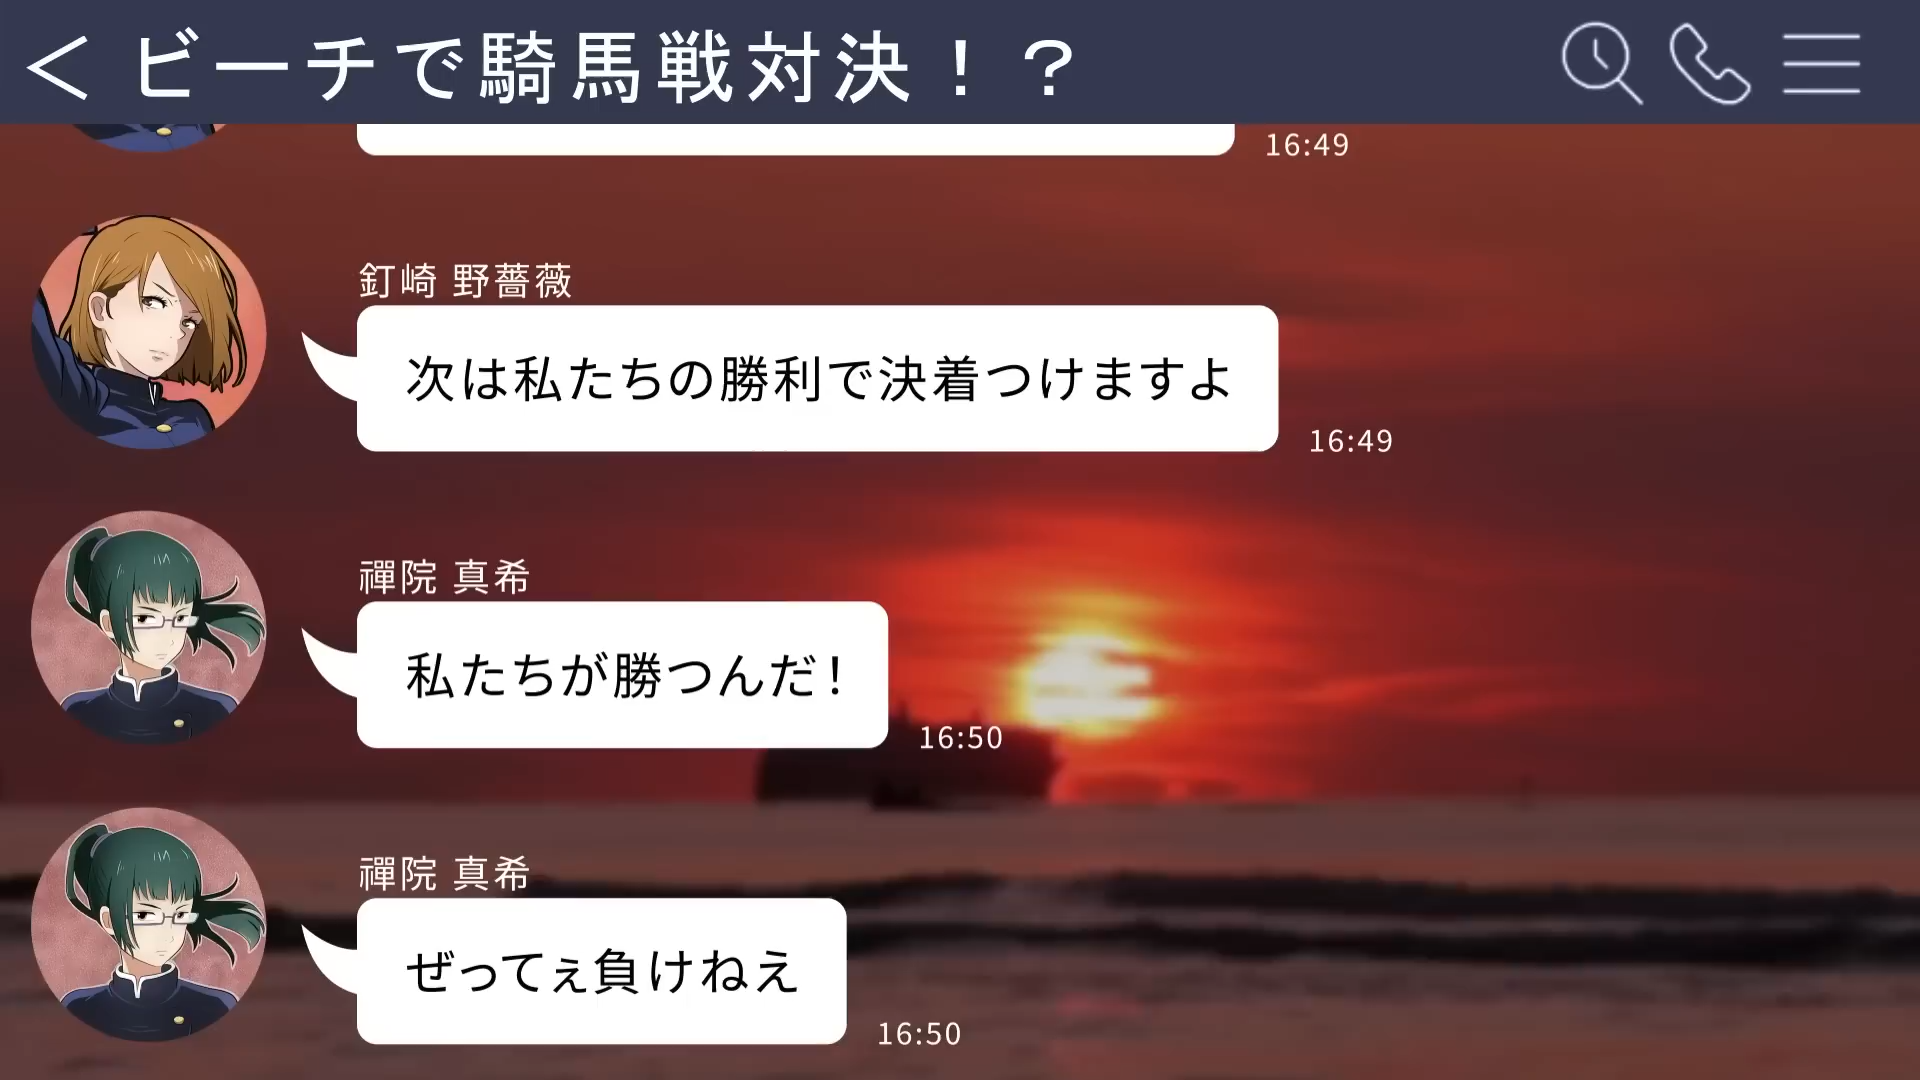 ＜ ビーチで騎馬戦対決！？
16:49
釘崎 野薔薇
次は私たちの勝利で決着つけますよ
16:49
禪院 真希
私たちが勝つんだ！
16:50
禪院 真希
ぜってぇ負けねえ
16:50